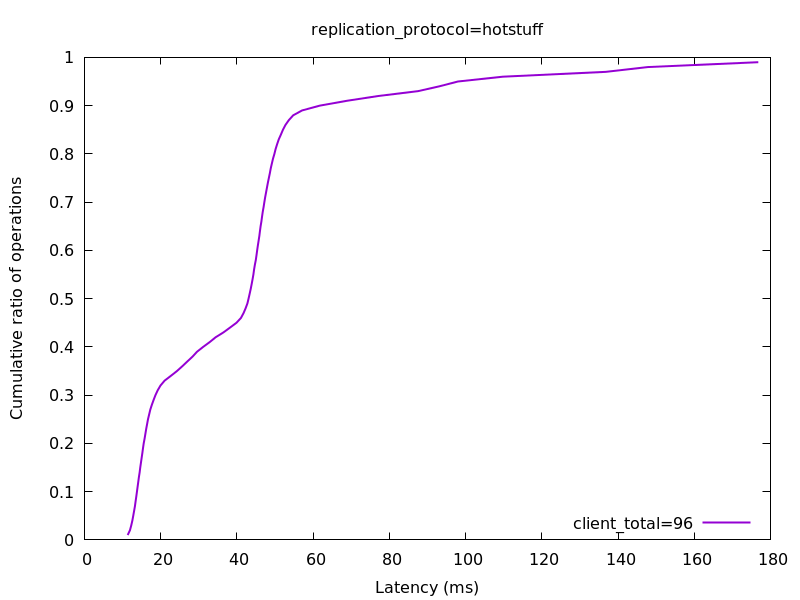 replication_protocol=hotstuff
1
0.9
0.8
0.7
0.6
0.5
0.4
0.3
0.2
0.1
0
Cumulative ratio of operations
client_total=96
0 20 40 60 80 100 120 140 160 180
Latency (ms)